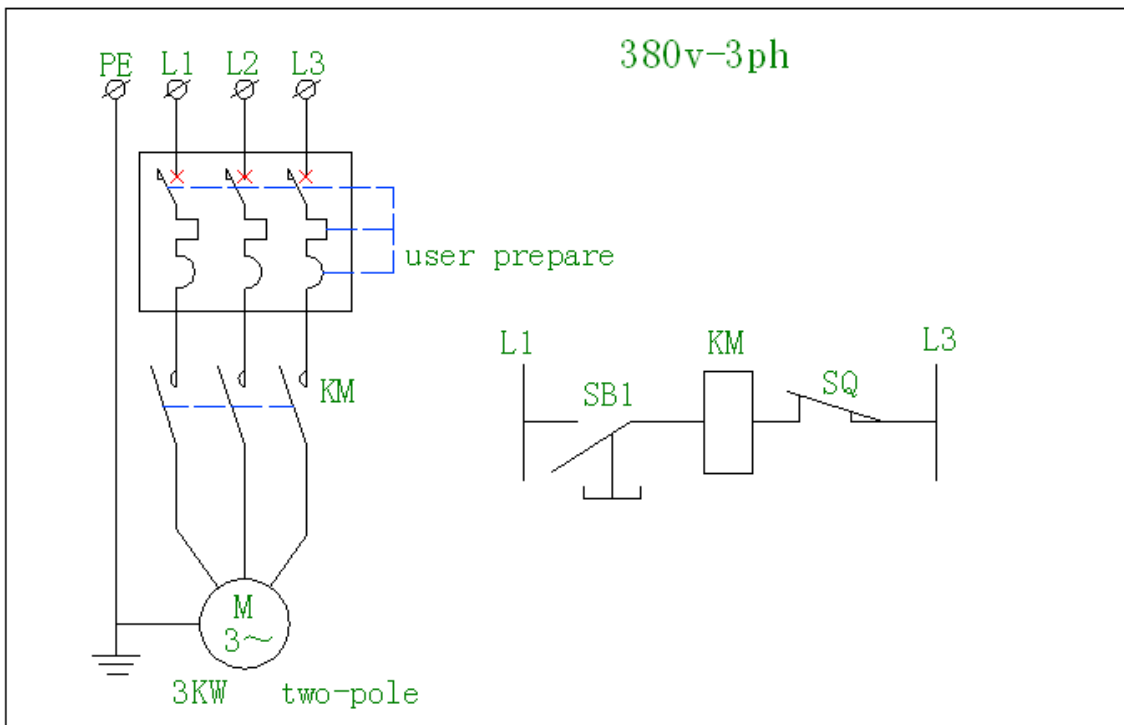 380v-3ph
PE L1 L2 L3
user prepare
L1 KM L3
KM SB1 SQ
M
3~
3KW two-pole